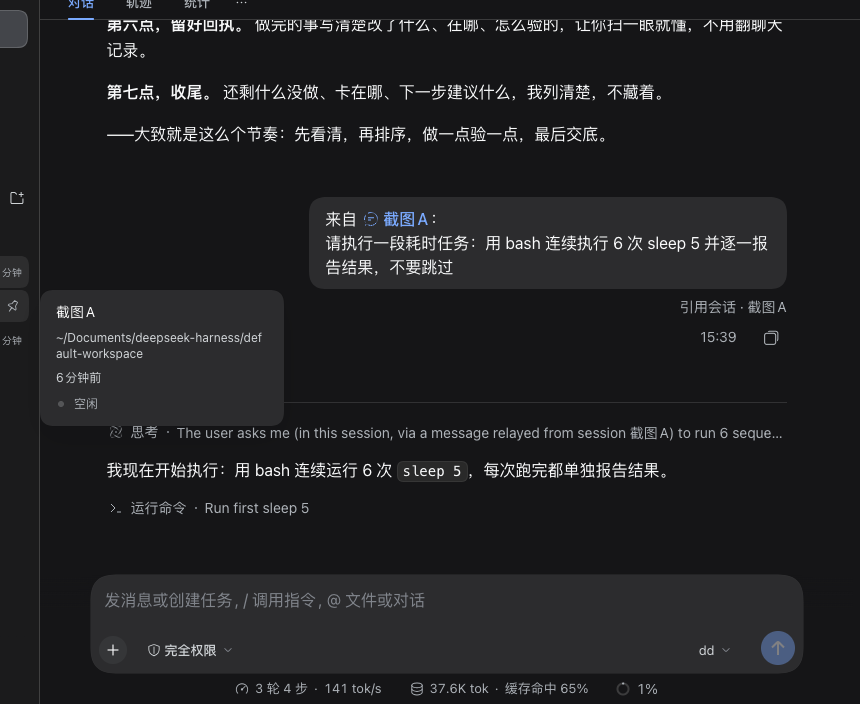 对话 轨迹 统计 ...
第六点，留好回执。 做完的事写清楚改了什么、在哪、怎么验的，让你扫一眼就懂，不用翻聊天
记录。
第七点，收尾。 还剩什么没做、卡在哪、下一步建议什么，我列清楚，不藏着。
——大致就是这么个节奏：先看清，再排序，做一点验一点，最后交底。
来自 截图 A：
请执行一段耗时任务：用 bash 连续执行 6 次 sleep 5 并逐一报
告结果，不要跳过
引用会话 · 截图 A
15:39
分钟
分钟
截图 A
~/Documents/deepseek-harness/def
ault-workspace
6 分钟前
空闲
思考 · The user asks me (in this session, via a message relayed from session 截图 A) to run 6 seque...
我现在开始执行：用 bash 连续运行 6 次 sleep 5，每次跑完都单独报告结果。
运行命令 · Run first sleep 5
发消息或创建任务, / 调用指令, @ 文件或对话
完全权限
dd
3 轮 4 步 · 141 tok/s 37.6K tok · 缓存命中 65% 1%